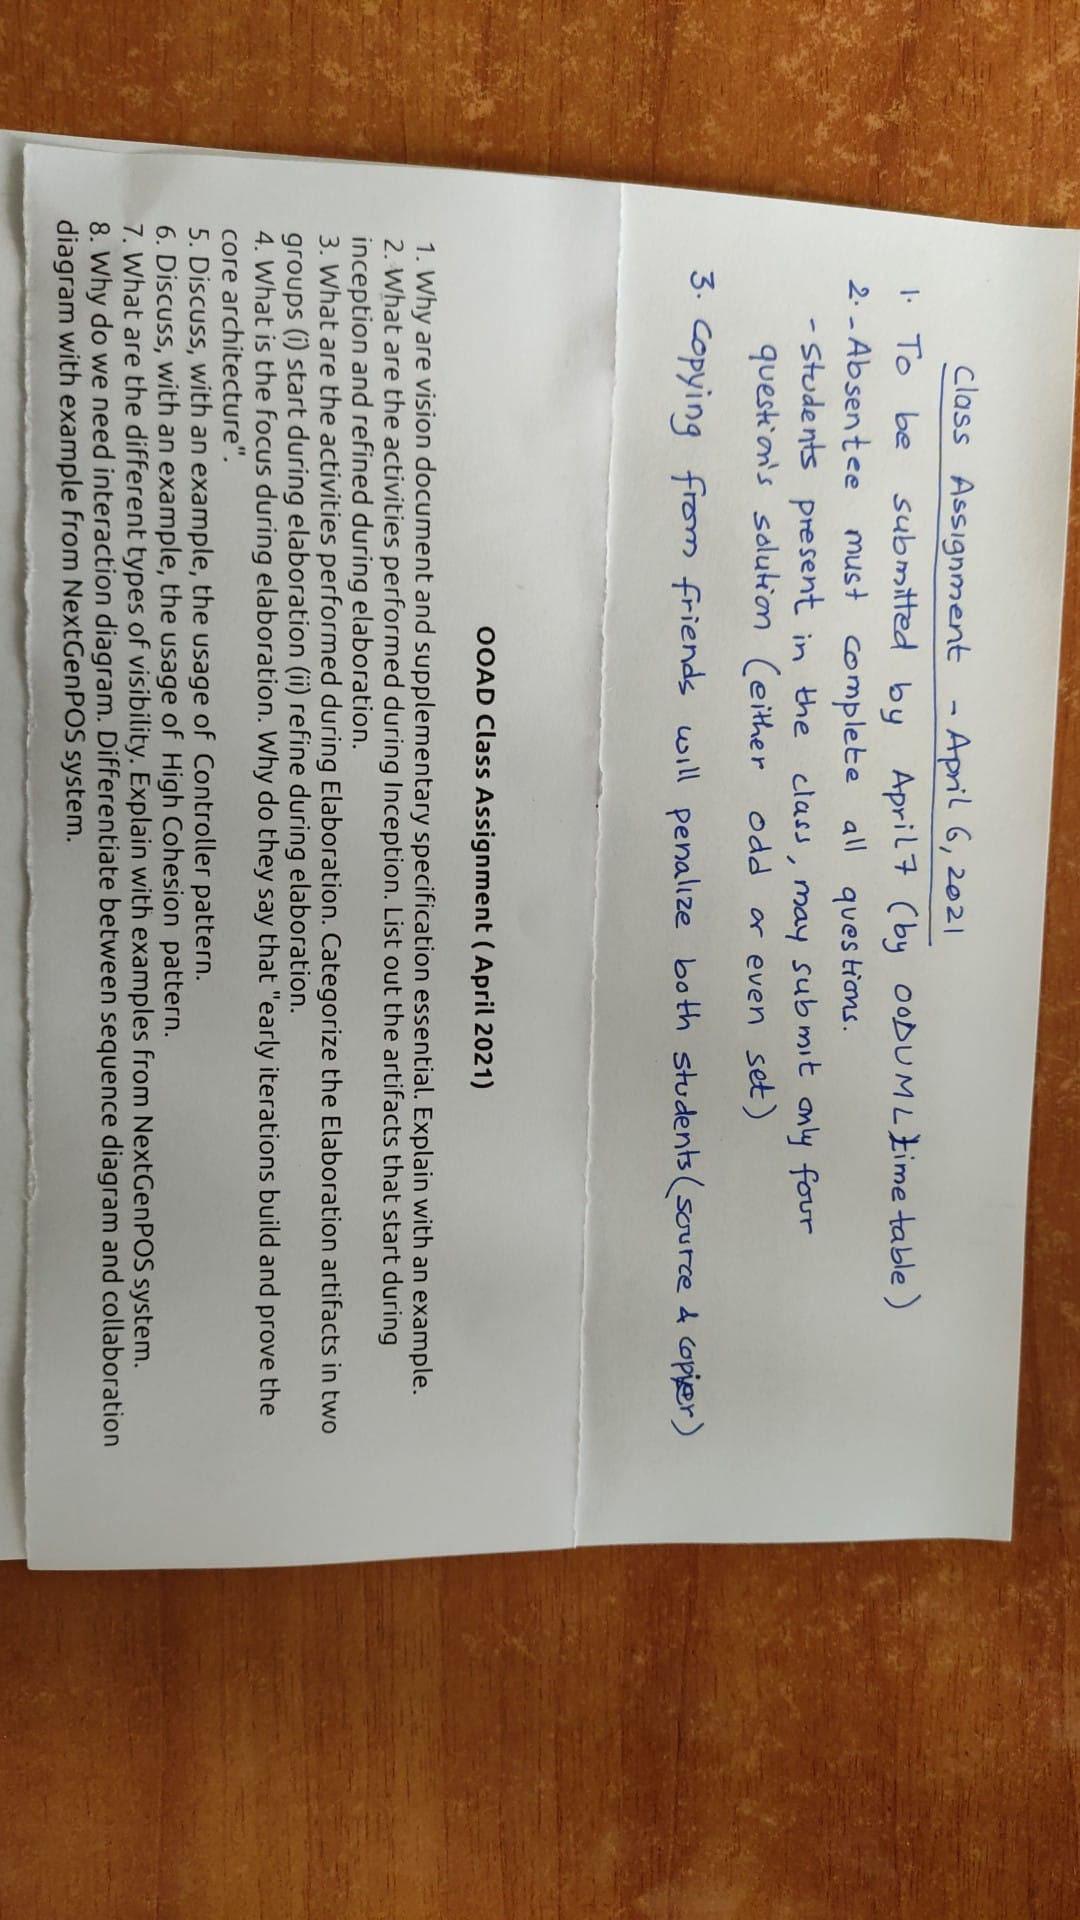 Class Assignment - April 6, 2021
1. To be submitted by April 7 (by OODUML time table)
2. - Absentee must complete all questions.
- Students present in the class, may submit only four
question's solution (either odd or even set)
3. Copying from friends will penalize both students (source & copier)
OOAD Class Assignment ( April 2021)
1. Why are vision document and supplementary specification essential. Explain with an example.
2. What are the activities performed during Inception. List out the artifacts that start during
inception and refined during elaboration.
3. What are the activities performed during Elaboration. Categorize the Elaboration artifacts in two
groups (i) start during elaboration (ii) refine during elaboration.
4. What is the focus during elaboration. Why do they say that "early iterations build and prove the
core architecture".
5. Discuss, with an example, the usage of Controller pattern.
6. Discuss, with an example, the usage of High Cohesion pattern.
7. What are the different types of visibility. Explain with examples from NextGenPOS system.
8. Why do we need interaction diagram. Differentiate between sequence diagram and collaboration
diagram with example from NextGenPOS system.